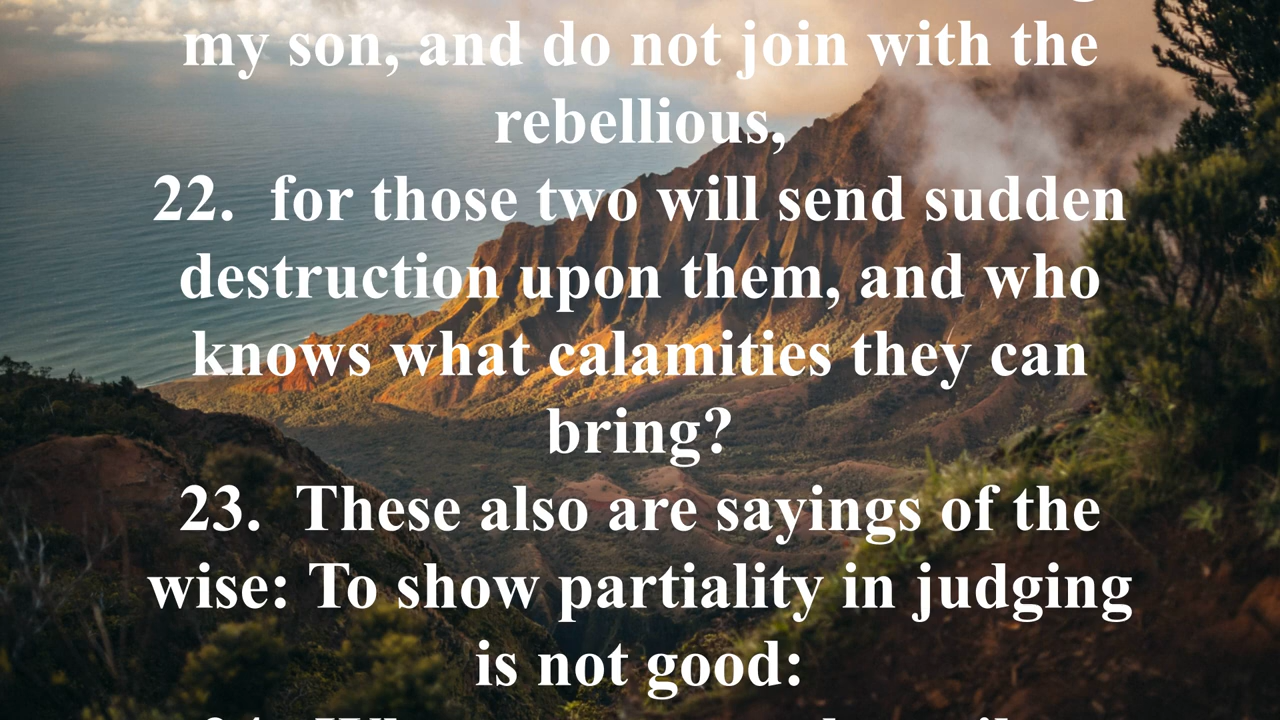 my son, and do not join with the
rebellious,
22. for those two will send sudden
destruction upon them, and who
knows what calamities they can
bring?
23. These also are sayings of the
wise: To show partiality in judging
is not good: